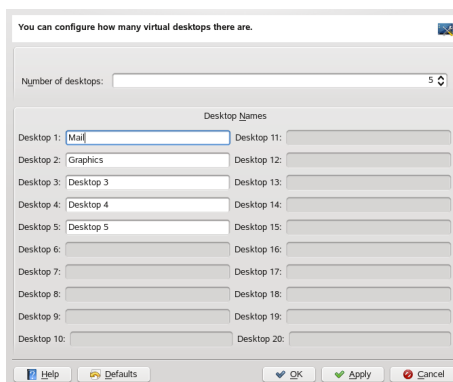 You can configure how many virtual desktops there are.
Number of desktops: 5
Desktop Names
Desktop 1: Mail Desktop 11:
Desktop 2: Graphics Desktop 12:
Desktop 3: Desktop 3 Desktop 13:
Desktop 4: Desktop 4 Desktop 14:
Desktop 5: Desktop 5 Desktop 15:
Desktop 6: Desktop 16:
Desktop 7: Desktop 17:
Desktop 8: Desktop 18:
Desktop 9: Desktop 19:
Desktop 10: Desktop 20:
Help Defaults OK Apply Cancel